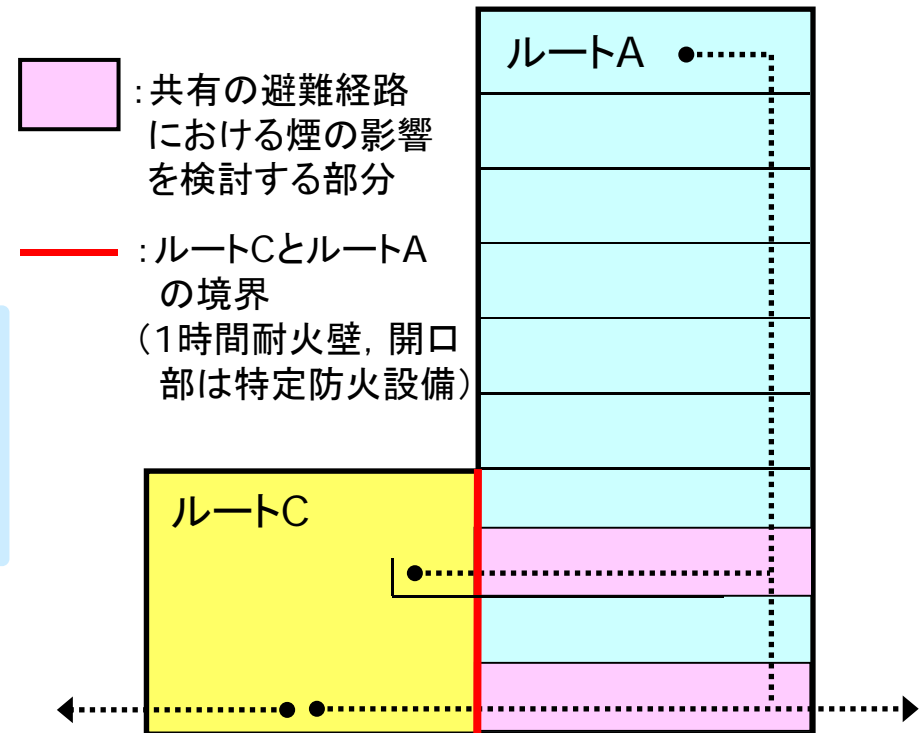 ルートA
：共有の避難経路
における煙の影響
を検討する部分
：ルートCとルートA
の境界
（1時間耐火壁，開口
部は特定防火設備）
ルートC